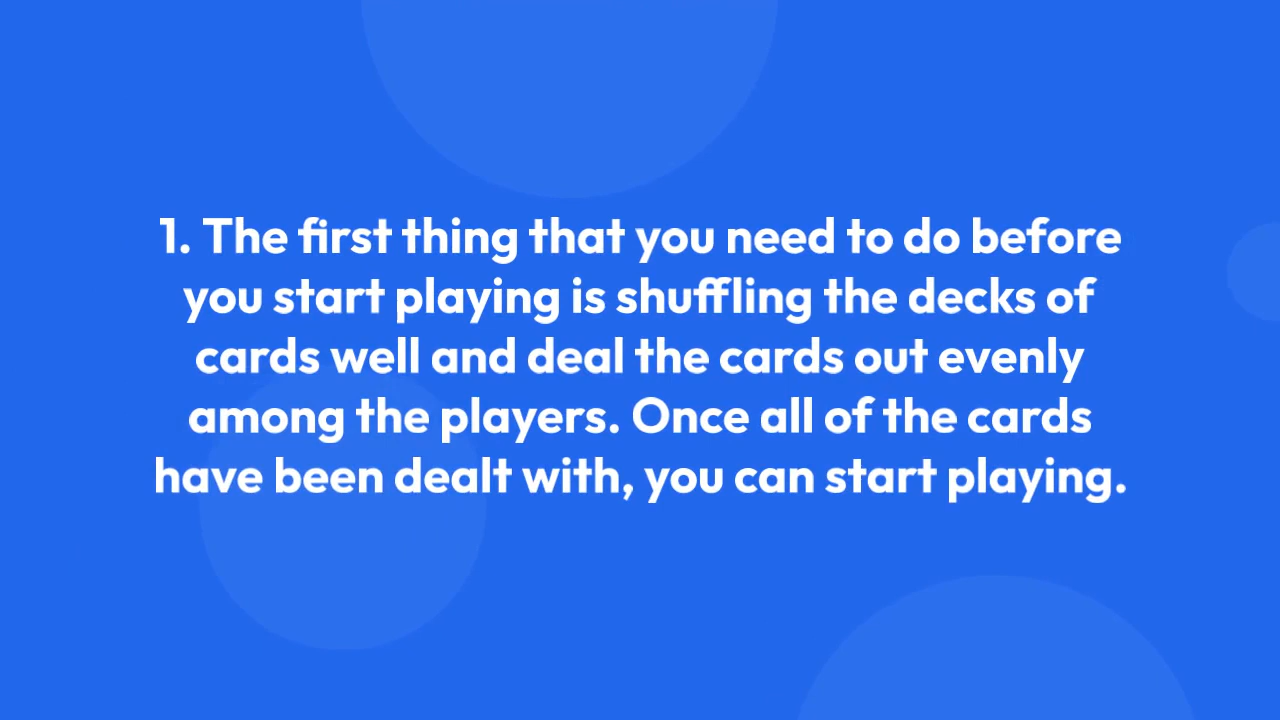 1. The first thing that you need to do before
you start playing is shuffling the decks of
cards well and deal the cards out evenly
among the players. Once all of the cards
have been dealt with, you can start playing.